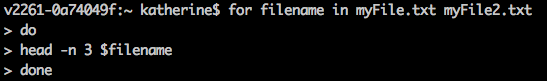 v2261-0a74049f:~ katherine$ for filename in myFile.txt myFile2.txt
> do
> head -n 3 $filename
> done